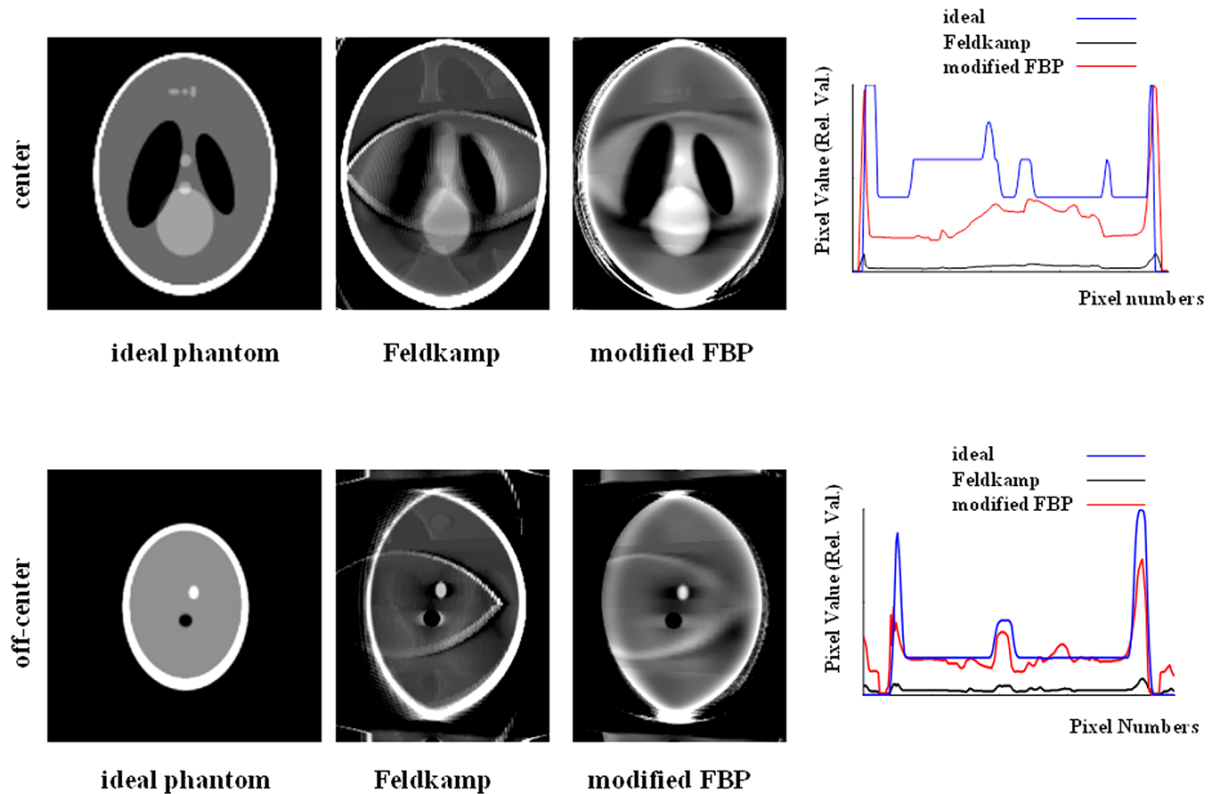 ideal
Feldkamp
modified FBP
center
Pixel Value (Rel. Val.)
Pixel numbers
ideal phantom
Feldkamp
modified FBP
ideal
Feldkamp
modified FBP
off-center
Pixel Value (Rel. Val.)
Pixel Numbers
ideal phantom
Feldkamp
modified FBP